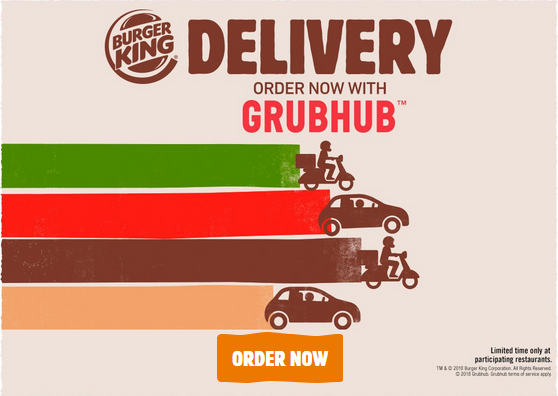 BURGER
KING
DELIVERY
ORDER NOW WITH
GRUBHUB™
ORDER NOW
Limited time only at
participating restaurants.
TM & © 2018 Burger King Corporation. All Rights Reserved.
© 2018 Grubhub. Grubhub terms of service apply.